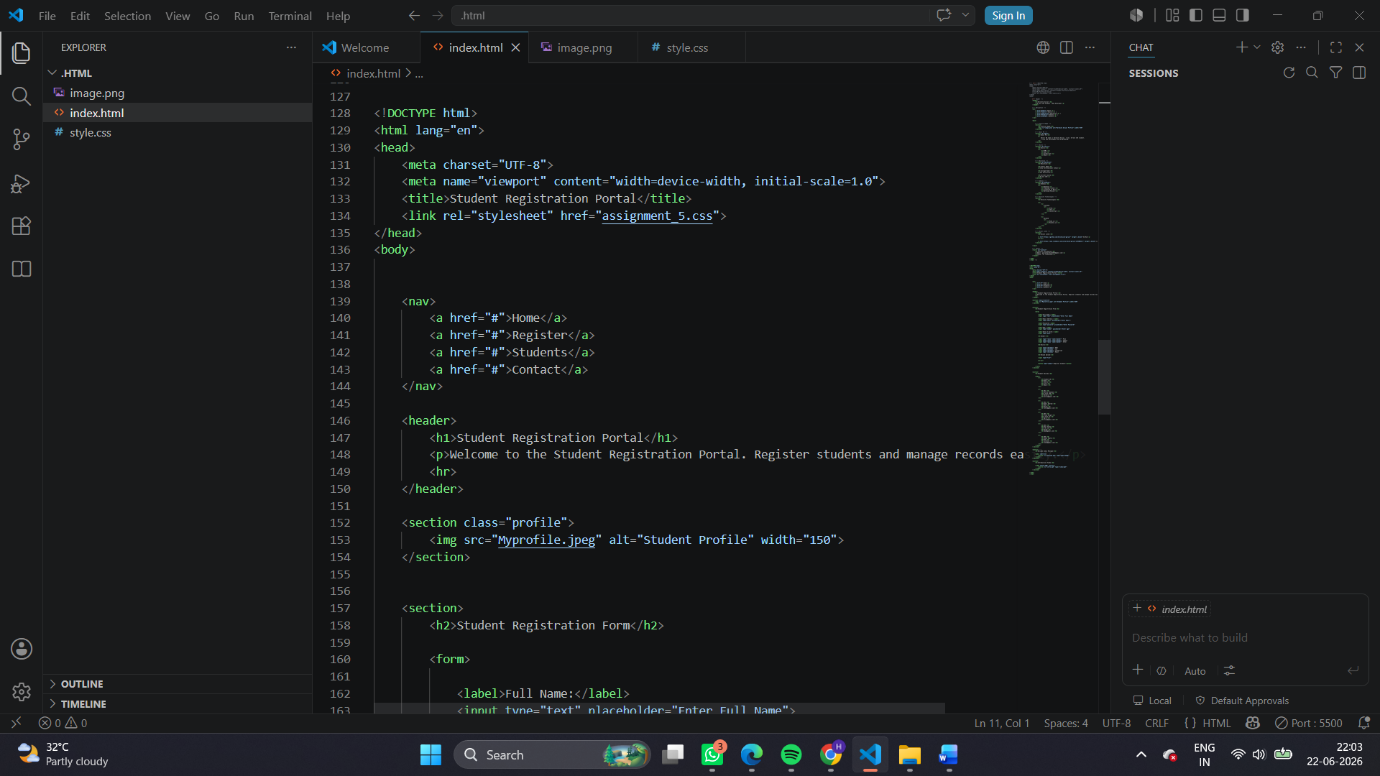 File Edit Selection View Go Run Terminal Help
.html
Sign In
EXPLORER
.HTML
image.png
index.html
style.css
OUTLINE
TIMELINE
Welcome
index.html
image.png
style.css
index.html > ...
127
128 <!DOCTYPE html>
129 <html lang="en">
130 <head>
131 <meta charset="UTF-8">
132 <meta name="viewport" content="width=device-width, initial-scale=1.0">
133 <title>Student Registration Portal</title>
134 <link rel="stylesheet" href="assignment_5.css">
135 </head>
136 <body>
137
138
139 <nav>
140 <a href="#">Home</a>
141 <a href="#">Register</a>
142 <a href="#">Students</a>
143 <a href="#">Contact</a>
144 </nav>
145
146 <header>
147 <h1>Student Registration Portal</h1>
148 <p>Welcome to the Student Registration Portal. Register students and manage records ea
149 <hr>
150 </header>
151
152 <section class="profile">
153 <img src="Myprofile.jpeg" alt="Student Profile" width="150">
154 </section>
155
156
157 <section>
158 <h2>Student Registration Form</h2>
159
160 <form>
161
162 <label>Full Name:</label>
163 <input type="text" placeholder="Enter Full Name">
CHAT
SESSIONS
index.html
Describe what to build
Auto
Local Default Approvals
0 0
Ln 11, Col 1 Spaces: 4 UTF-8 CRLF {} HTML Port : 5500
32°C
Partly cloudy
Search
3
H
ENG
IN
22:03
22-06-2026